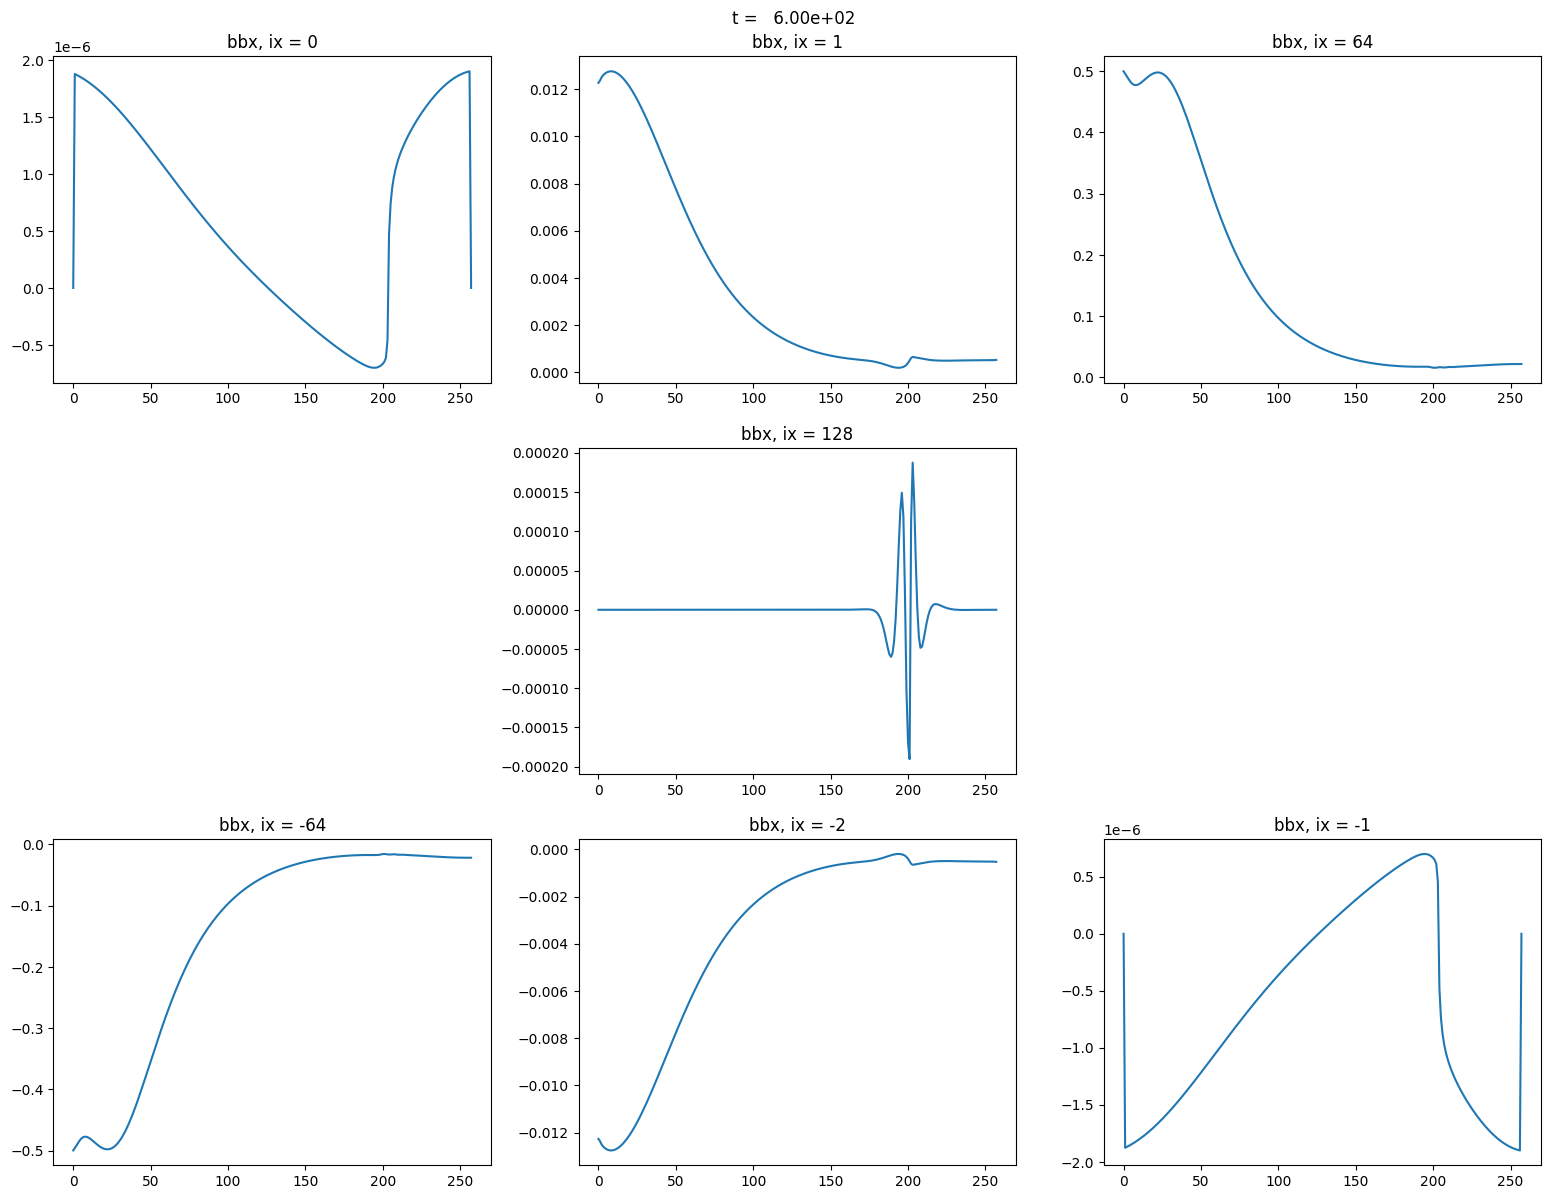 t =   6.00e+02
bbx, ix = 0
bbx, ix = 1
bbx, ix = 64
1e−6
2.0
1.5
1.0
0.5
0.0
−0.5
0 50 100 150 200 250
0.012
0.010
0.008
0.006
0.004
0.002
0.000
0 50 100 150 200 250
0.5
0.4
0.3
0.2
0.1
0.0
0 50 100 150 200 250
bbx, ix = 128
0.00020
0.00015
0.00010
0.00005
0.00000
−0.00005
−0.00010
−0.00015
−0.00020
0 50 100 150 200 250
bbx, ix = -64
0.0
−0.1
−0.2
−0.3
−0.4
−0.5
0 50 100 150 200 250
bbx, ix = -2
0.000
−0.002
−0.004
−0.006
−0.008
−0.010
−0.012
0 50 100 150 200 250
bbx, ix = -1
1e−6
0.5
0.0
−0.5
−1.0
−1.5
−2.0
0 50 100 150 200 250